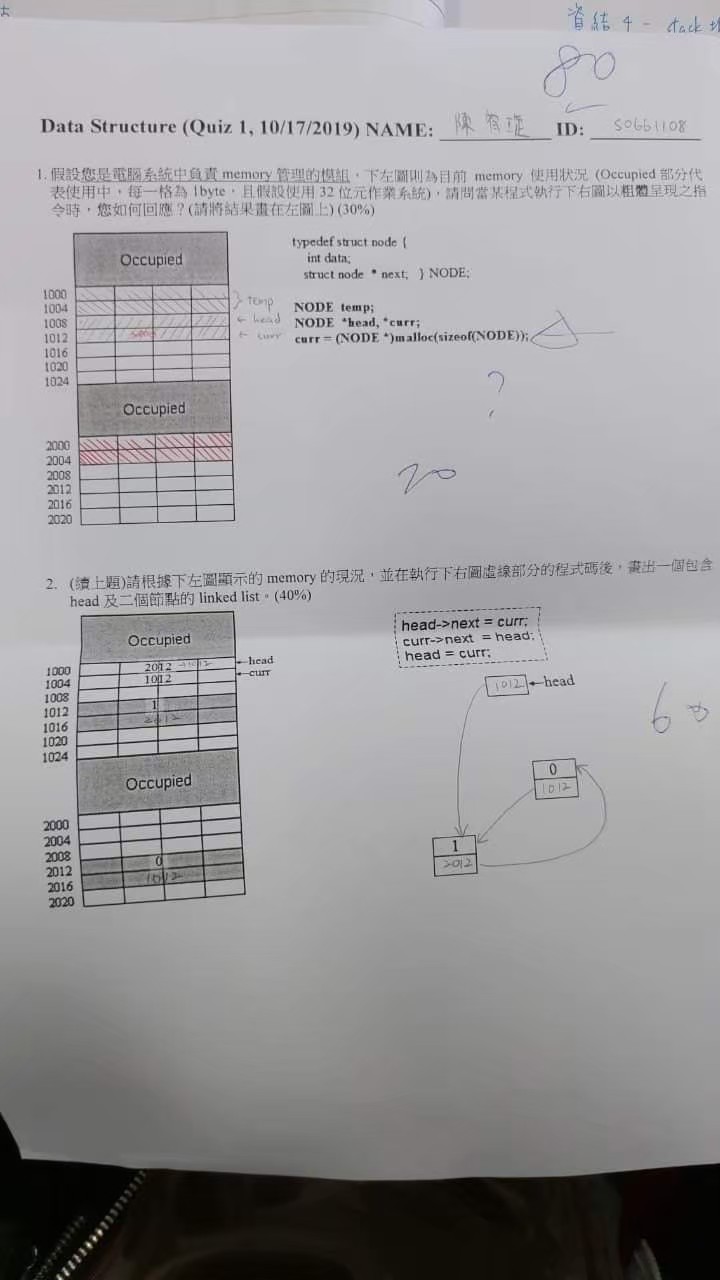 資結 4 - stack
80
Data Structure (Quiz 1, 10/17/2019) NAME: 陳 ID: S0661108
1. 假設您是電腦系統中負責 memory 管理的模組，下左圖則為目前 memory 使用狀況 (Occupied 部分代
表使用中，每一格為 1byte，且假設使用 32 位元作業系統)，請問當某程式執行下右圖以粗體呈現之指
令時，您如何回應？(請將結果畫在左圖上) (30%)
Occupied
1000
1004
1008
1012
1016
1020
1024
temp
head
curr
Occupied
2000
2004
2008
2012
2016
2020
typedef struct node {
int data;
struct node * next; } NODE;
NODE temp;
NODE *head, *curr;
curr = (NODE *)malloc(sizeof(NODE));
?
20
2. (續上題)請根據下左圖顯示的 memory 的現況，並在執行下右圖虛線部分的程式碼後，畫出一個包含
head 及二個節點的 linked list。(40%)
Occupied
1000 2012 →1012 head
1004 1012 curr
1008
1012 1
1016 2012
1020
1024
Occupied
2000
2004
2008
2012 0
2016 1012
2020
head->next = curr;
curr->next = head;
head = curr;
1012 head
0
1012
1
2012
60